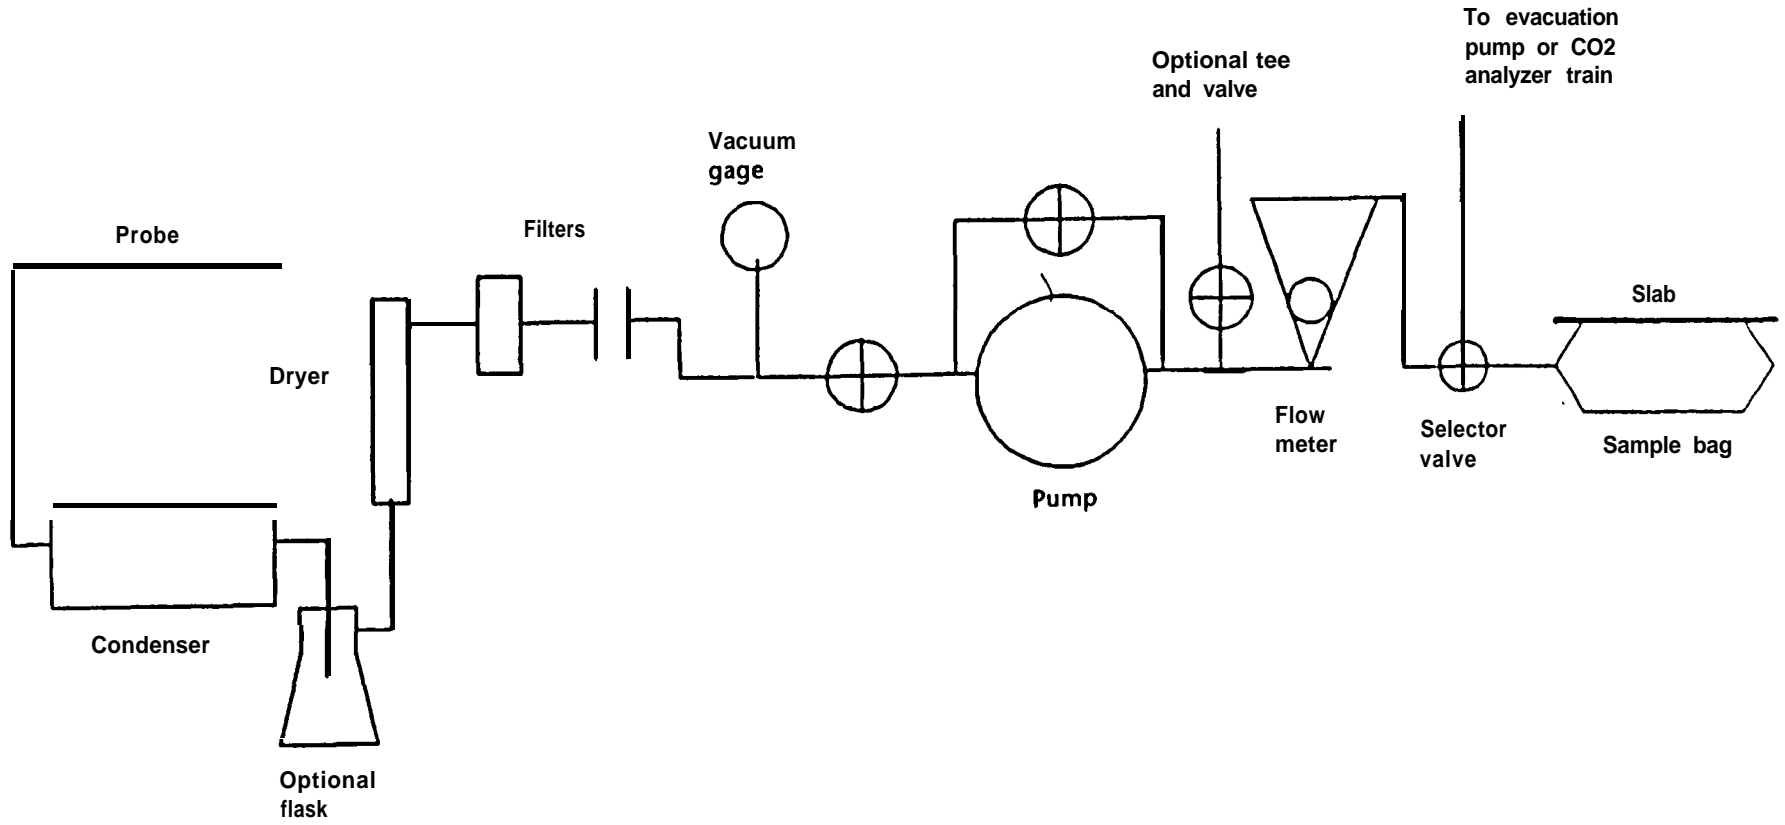 To evacuation
pump or CO2
analyzer train
Optional tee
and valve
Vacuum
gage
Probe
Filters
Slab
Dryer
Flow
meter
Selector
valve
Sample bag
Pump
Condenser
Optional
flask